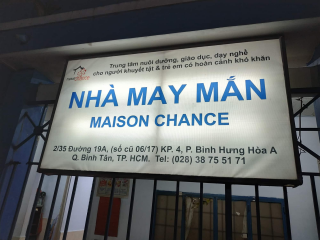 Trung tâm nuôi dưỡng, giáo dục, dạy nghề
cho người khuyết tật & trẻ em có hoàn cảnh khó khăn
NHÀ MAY MẮN
MAISON CHANCE
2/35 Đường 19A, (số cũ 06/17) KP. 4, P. Bình Hưng Hòa A
Q. Bình Tân, TP. HCM. Tel: (028) 38 75 51 71